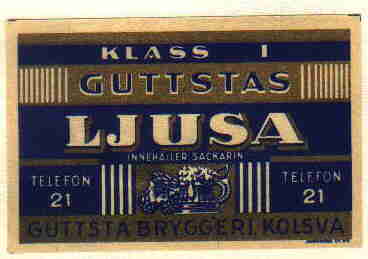 KLASS I
GUTTSTAS
LJUSA
INNEHÅLLER SACKARIN
TELEFON 21
TELEFON 21
GUTTSTA BRYGGERI, KOLSVA